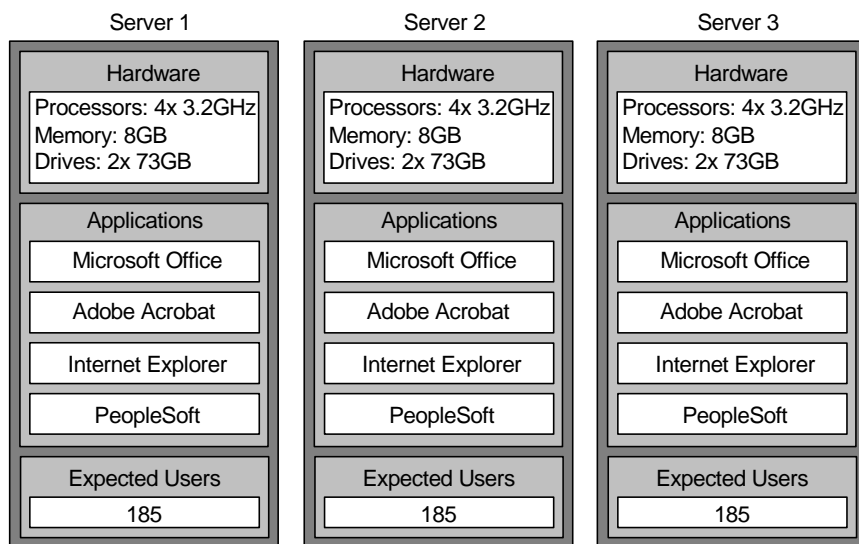 Server 1
Hardware
Processors: 4x 3.2GHz
Memory: 8GB
Drives: 2x 73GB
Applications
Microsoft Office
Adobe Acrobat
Internet Explorer
PeopleSoft
Expected Users
185
Server 2
Hardware
Processors: 4x 3.2GHz
Memory: 8GB
Drives: 2x 73GB
Applications
Microsoft Office
Adobe Acrobat
Internet Explorer
PeopleSoft
Expected Users
185
Server 3
Hardware
Processors: 4x 3.2GHz
Memory: 8GB
Drives: 2x 73GB
Applications
Microsoft Office
Adobe Acrobat
Internet Explorer
PeopleSoft
Expected Users
185